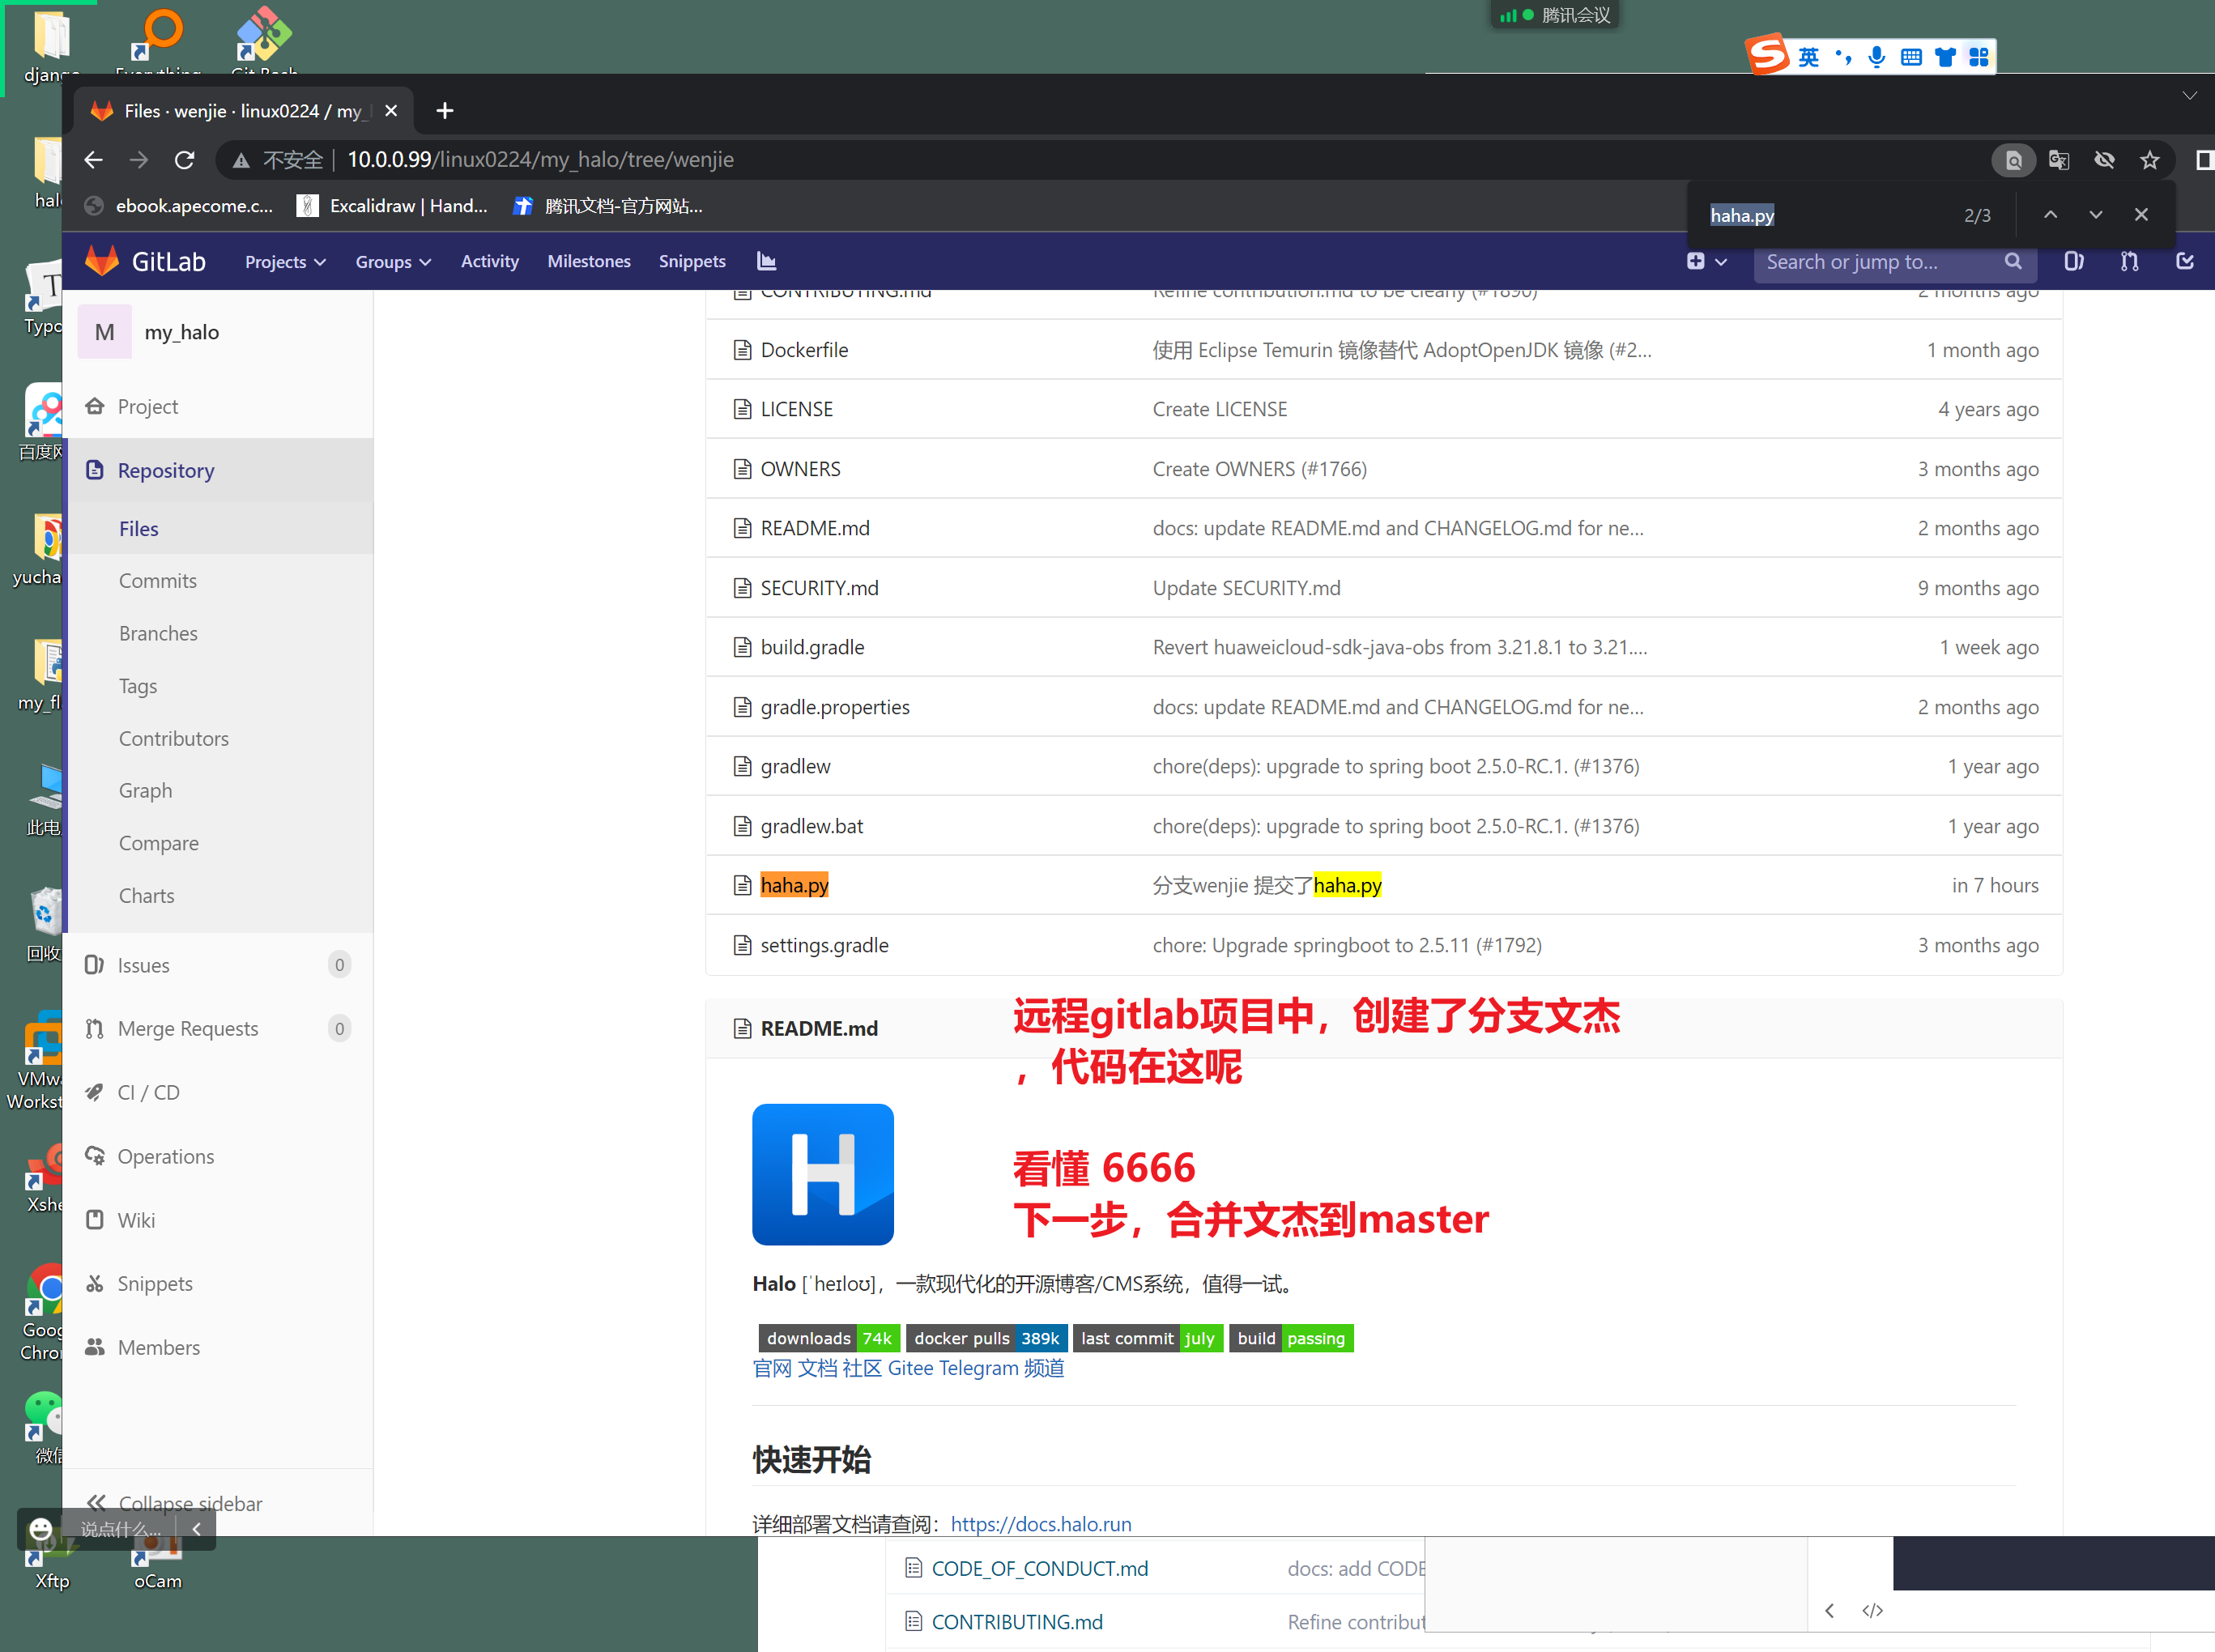 腾讯会议
英
django
Everything
Git Bash
Files · wenjie · linux0224 / my_
不安全
10.0.0.99/linux0224/my_halo/tree/wenjie
ebook.apecome.c...
Excalidraw | Hand...
腾讯文档-官方网站...
haha.py
2/3
GitLab
Projects
Groups
Activity
Milestones
Snippets
Search or jump to...
M
my_halo
Project
Repository
Files
Commits
Branches
Tags
Contributors
Graph
Compare
Charts
Issues 0
Merge Requests 0
CI / CD
Operations
Wiki
Snippets
Members
Collapse sidebar
CONTRIBUTING.md Refine contribution.md to be clearly (#1890) 2 months ago
Dockerfile 使用 Eclipse Temurin 镜像替代 AdoptOpenJDK 镜像 (#2... 1 month ago
LICENSE Create LICENSE 4 years ago
OWNERS Create OWNERS (#1766) 3 months ago
README.md docs: update README.md and CHANGELOG.md for ne... 2 months ago
SECURITY.md Update SECURITY.md 9 months ago
build.gradle Revert huaweicloud-sdk-java-obs from 3.21.8.1 to 3.21.... 1 week ago
gradle.properties docs: update README.md and CHANGELOG.md for ne... 2 months ago
gradlew chore(deps): upgrade to spring boot 2.5.0-RC.1. (#1376) 1 year ago
gradlew.bat chore(deps): upgrade to spring boot 2.5.0-RC.1. (#1376) 1 year ago
haha.py 分支wenjie 提交了haha.py in 7 hours
settings.gradle chore: Upgrade springboot to 2.5.11 (#1792) 3 months ago
README.md
远程gitlab项目中，创建了分支文杰
，代码在这呢
看懂 6666
下一步，合并文杰到master
H
Halo [ˈheɪloʊ]，一款现代化的开源博客/CMS系统，值得一试。
downloads 74k docker pulls 389k last commit july build passing
官网 文档 社区 Gitee Telegram 频道
快速开始
详细部署文档请查阅：https://docs.halo.run
CODE_OF_CONDUCT.md docs: add CODE
CONTRIBUTING.md Refine contribut
halo
Typo
百度网
yucha
my_fl
此电
回收
VMwa
Workst
Xshe
Goog
Chrom
微信
说点什么...
Xftp
oCam